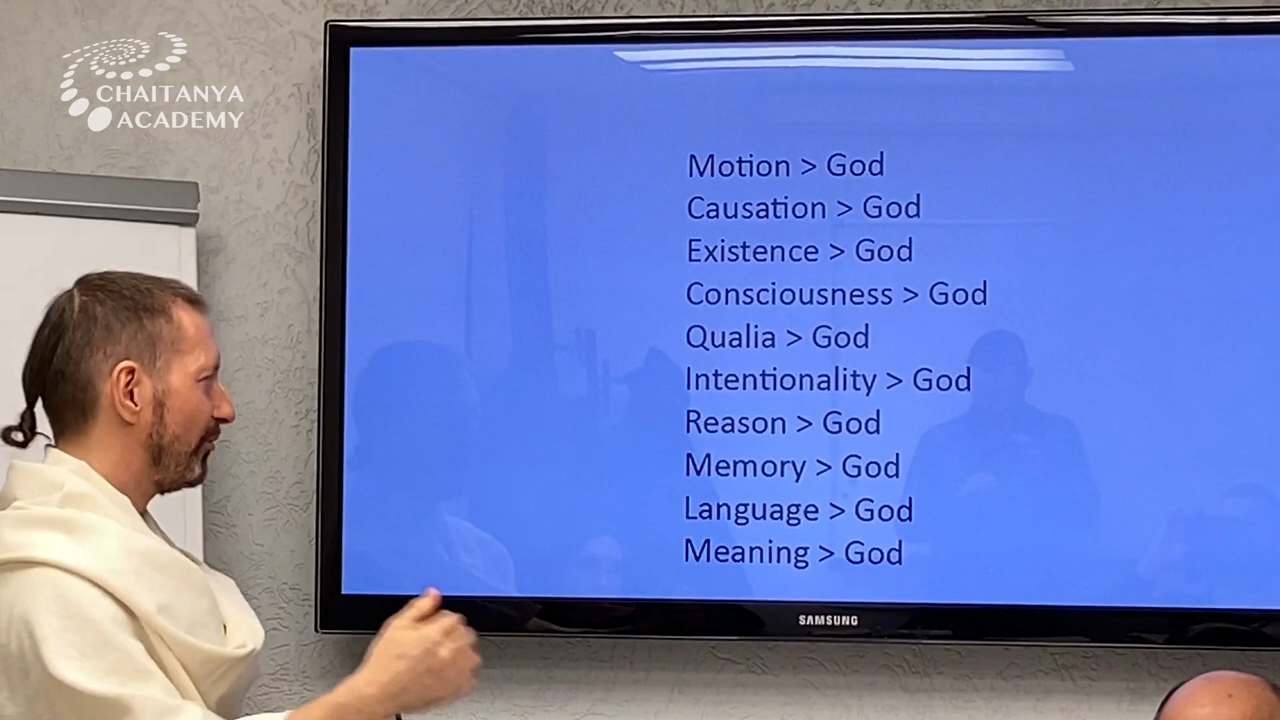 CHAITANYA
ACADEMY
Motion > God
Causation > God
Existence > God
Consciousness > God
Qualia > God
Intentionality > God
Reason > God
Memory > God
Language > God
Meaning > God
SAMSUNG